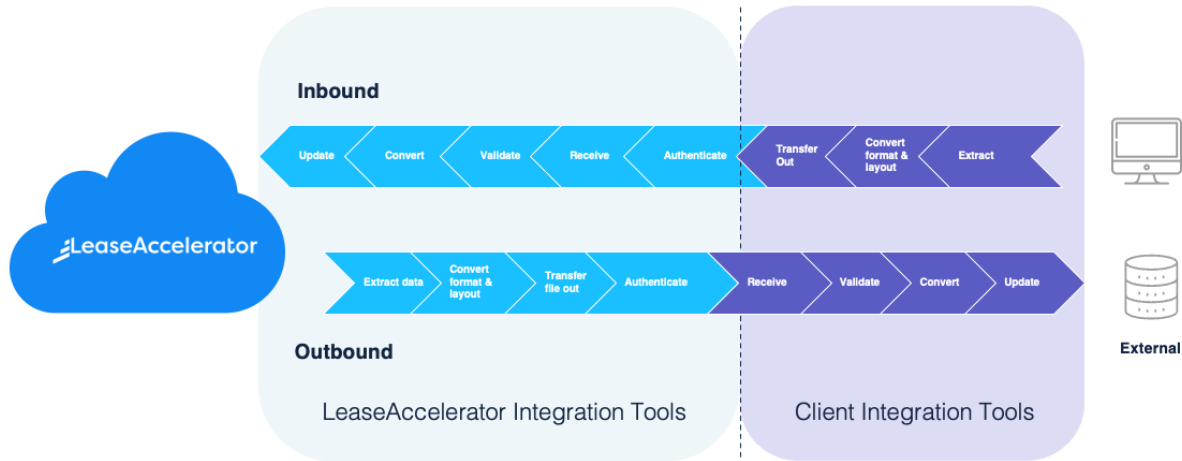 Inbound
Update
Convert
Validate
Receive
Authenticate
Transfer
Out
Convert
format &
layout
Extract
LeaseAccelerator
Extract data
Convert
format &
layout
Transfer
file out
Authenticate
Receive
Validate
Convert
Update
External
Outbound
LeaseAccelerator Integration Tools
Client Integration Tools